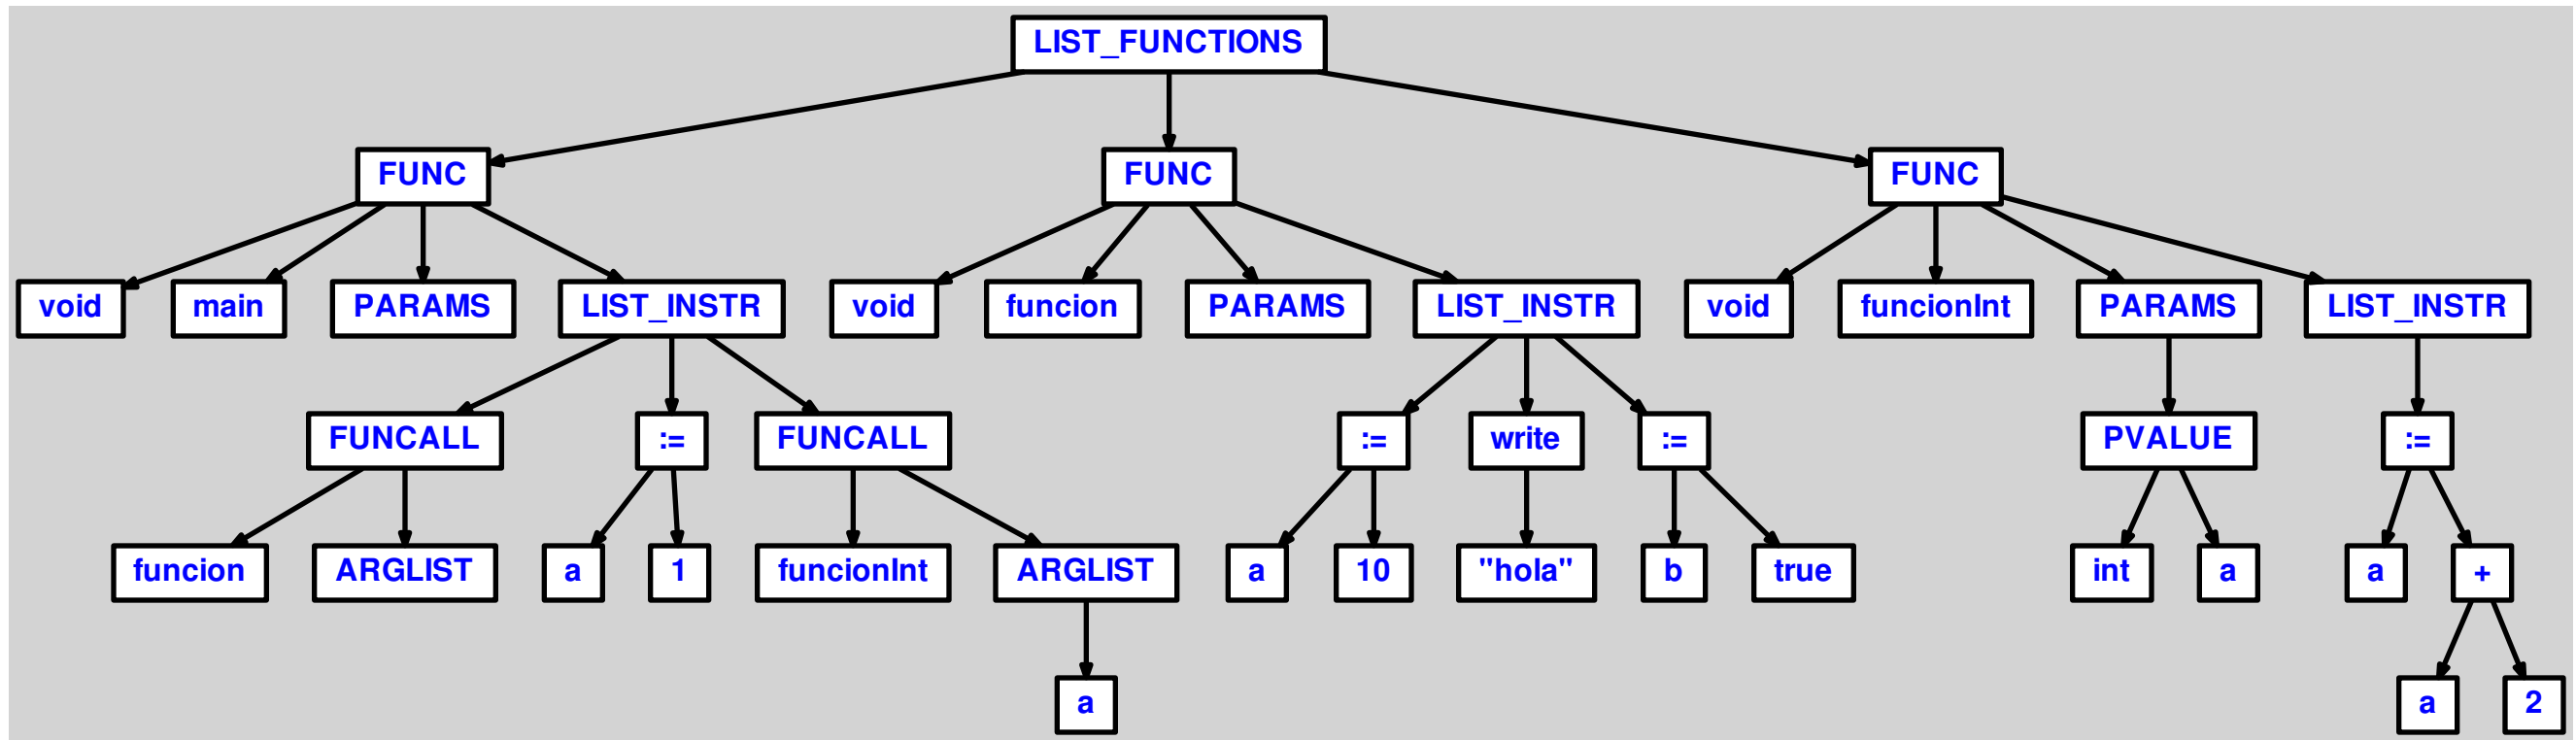 LIST_FUNCTIONS
FUNC FUNC FUNC
void main PARAMS LIST_INSTR void funcion PARAMS LIST_INSTR void funcionInt PARAMS LIST_INSTR
FUNCALL := FUNCALL := write := PVALUE :=
funcion ARGLIST a 1 funcionInt ARGLIST a 10 "hola" b true int a a +
a a 2